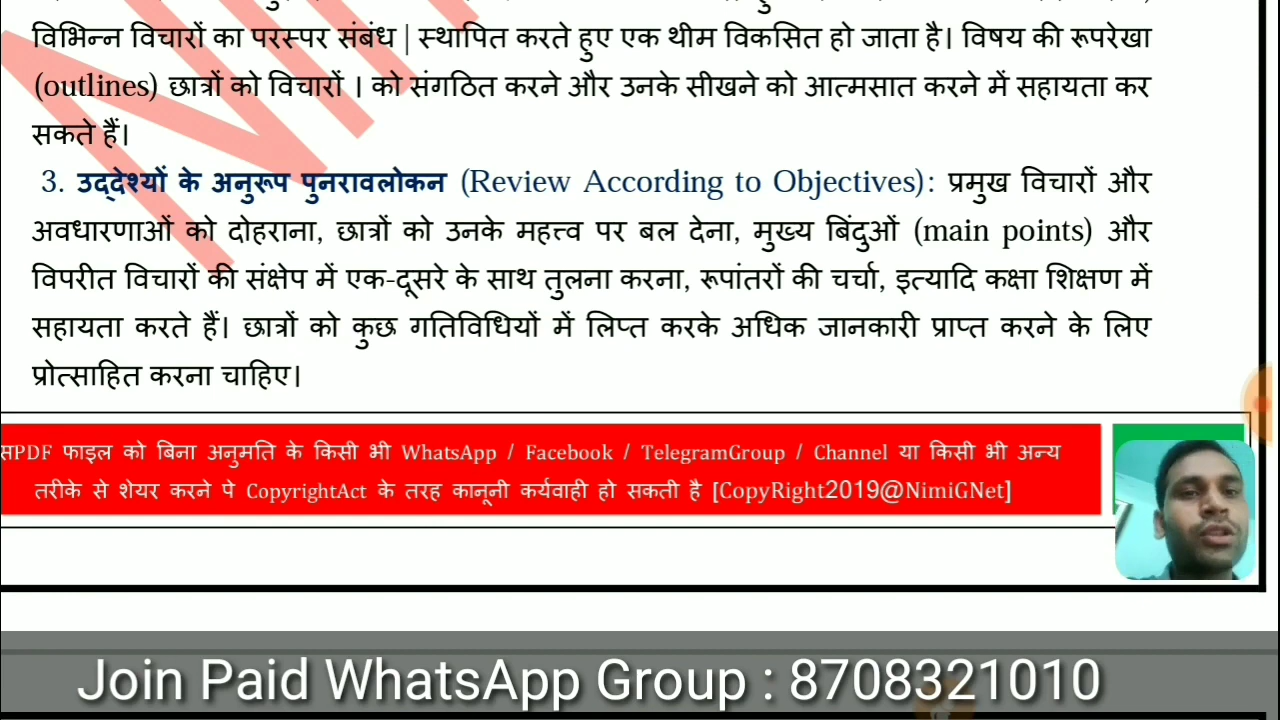 विभिन्न विचारों का परस्पर संबंध | स्थापित करते हुए एक थीम विकसित हो जाता है। विषय की रूपरेखा
(outlines) छात्रों को विचारों । को संगठित करने और उनके सीखने को आत्मसात करने में सहायता कर
सकते हैं।
3. उद्देश्यों के अनुरूप पुनरावलोकन (Review According to Objectives): प्रमुख विचारों और
अवधारणाओं को दोहराना, छात्रों को उनके महत्त्व पर बल देना, मुख्य बिंदुओं (main points) और
विपरीत विचारों की संक्षेप में एक-दूसरे के साथ तुलना करना, रूपांतरों की चर्चा, इत्यादि कक्षा शिक्षण में
सहायता करते हैं। छात्रों को कुछ गतिविधियों में लिप्त करके अधिक जानकारी प्राप्त करने के लिए
प्रोत्साहित करना चाहिए।
सPDF फाइल को बिना अनुमति के किसी भी WhatsApp / Facebook / TelegramGroup / Channel या किसी भी अन्य
तरीके से शेयर करने पे CopyrightAct के तरह कानूनी कर्यवाही हो सकती है [CopyRight2019@NimiGNet]
Join Paid WhatsApp Group : 8708321010